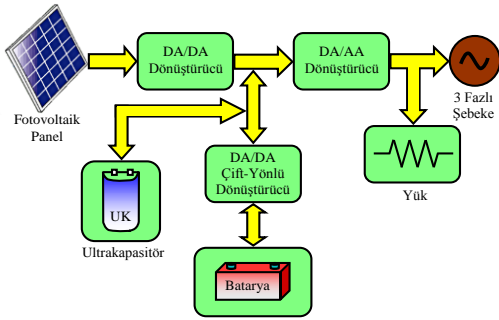 DA/DA
Dönüştürücü
DA/AA
Dönüştürücü
3 Fazlı
Şebeke
Fotovoltaik
Panel
DA/DA
Çift-Yönlü
Dönüştürücü
Yük
UK
Ultrakapasitör
Batarya